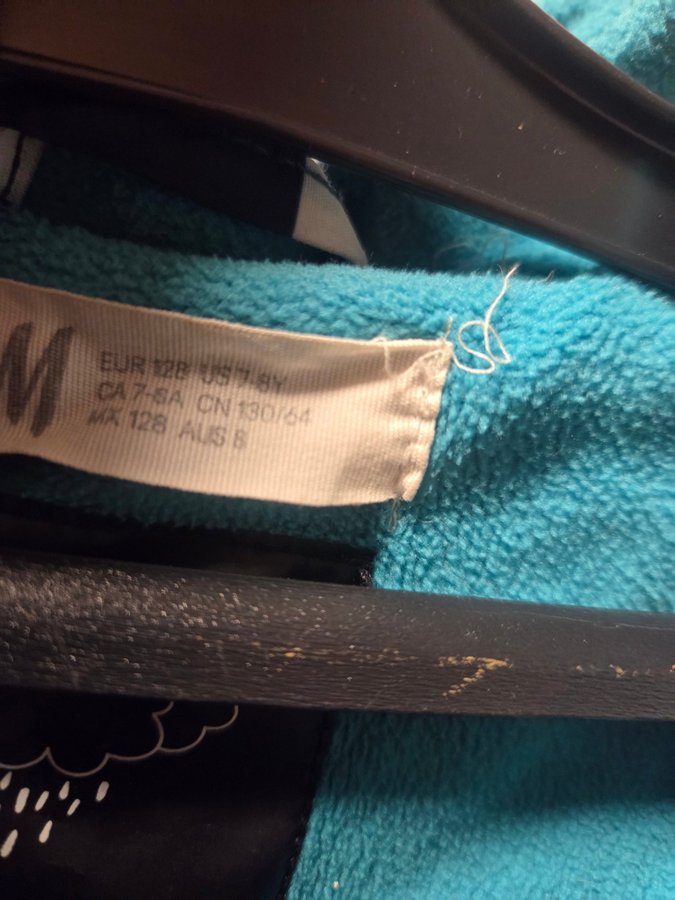 M
EUR 128 US 7-8Y
CA 7-8A CN 130/64
MX 128 AUS 8